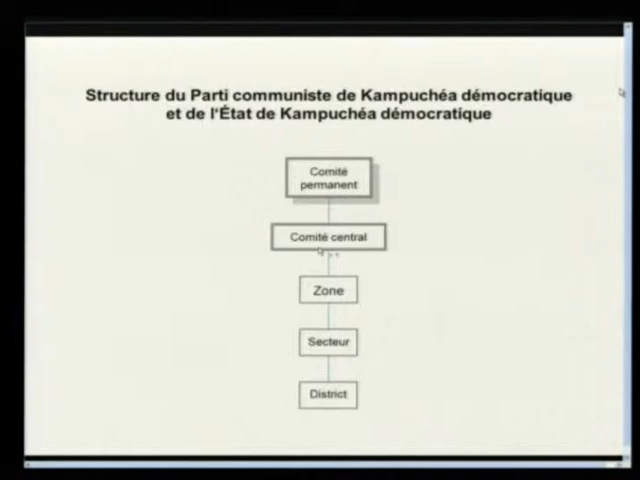 Structure du Parti communiste de Kampuchéa démocratique
et de l'État de Kampuchéa démocratique
Comité
permanent
Comité central
Zone
Secteur
District